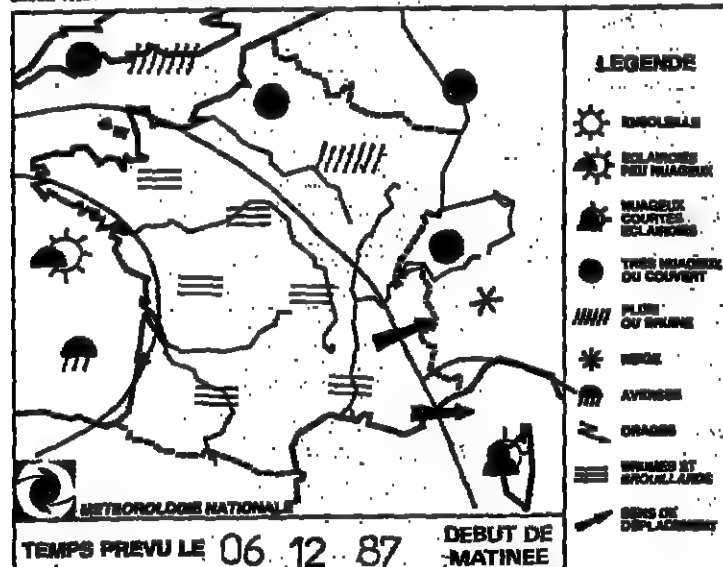 LEGENDE
ENSOLEILLE
ECLAIRCIES
PEU NUAGEUX
NUAGEUX
COURTES
ECLAIRCIES
TRES NUAGEUX
OU COUVERT
PLUIE
OU BRUINE
NEIGE
AVERSES
ORAGES
BRUMES ET
BROUILLARDS
SENS DE
DEPLACEMENT
METEOROLOGIE NATIONALE
TEMPS PREVU LE 06 12 87 DEBUT DE
MATINEE